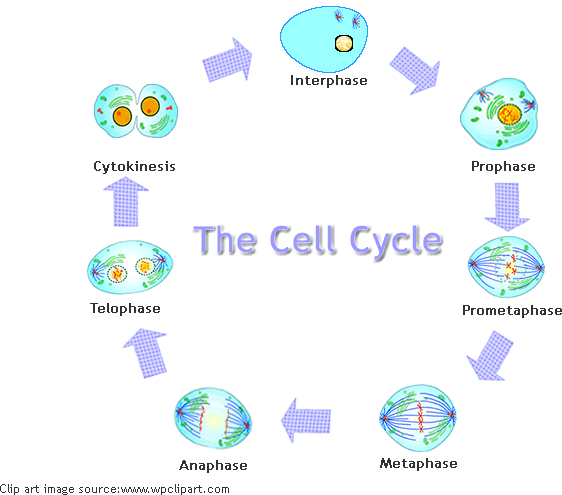 Interphase
Cytokinesis
Prophase
The Cell Cycle
Telophase
Prometaphase
Anaphase
Metaphase
Clip art image source:www.wpclipart.com